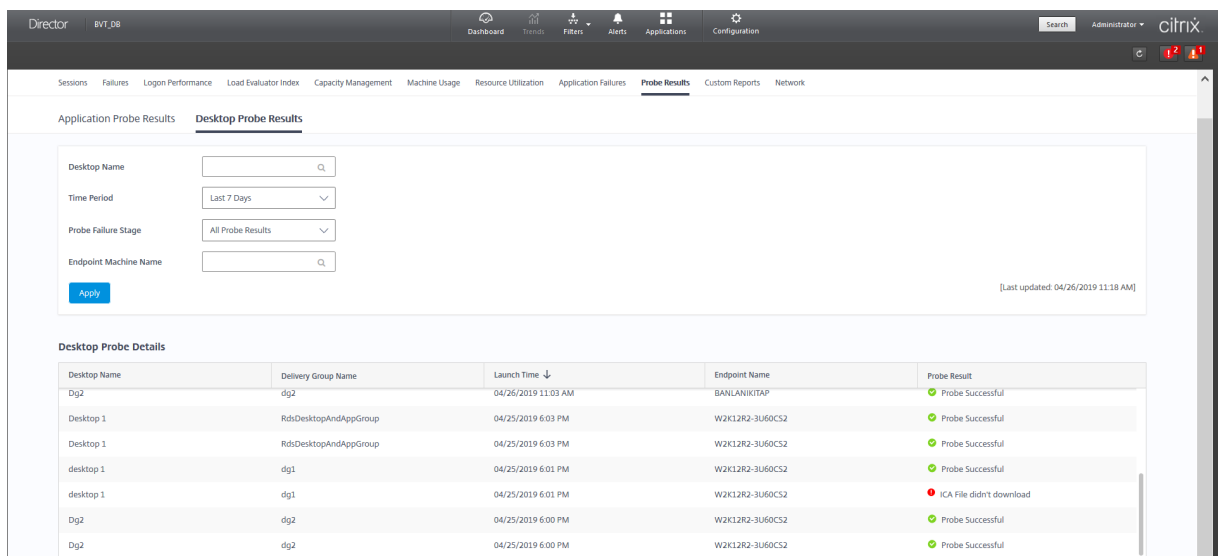 Director BVT_DB Dashboard Trends Filters Alerts Applications Configuration Search Administrator citrix
2 1
Sessions Failures Logon Performance Load Evaluator Index Capacity Management Machine Usage Resource Utilization Application Failures Probe Results Custom Reports Network
Application Probe Results Desktop Probe Results
Desktop Name
Time Period Last 7 Days
Probe Failure Stage All Probe Results
Endpoint Machine Name
Apply [Last updated: 04/26/2019 11:18 AM]
Desktop Probe Details
Desktop Name Delivery Group Name Launch Time Endpoint Name Probe Result
Dg2 dg2 04/26/2019 11:03 AM BANLANIKITAP Probe Successful
Desktop 1 RdsDesktopAndAppGroup 04/25/2019 6:03 PM W2K12R2-3U60CS2 Probe Successful
Desktop 1 RdsDesktopAndAppGroup 04/25/2019 6:03 PM W2K12R2-3U60CS2 Probe Successful
desktop 1 dg1 04/25/2019 6:01 PM W2K12R2-3U60CS2 Probe Successful
desktop 1 dg1 04/25/2019 6:01 PM W2K12R2-3U60CS2 ICA File didn't download
Dg2 dg2 04/25/2019 6:00 PM W2K12R2-3U60CS2 Probe Successful
Dg2 dg2 04/25/2019 6:00 PM W2K12R2-3U60CS2 Probe Successful